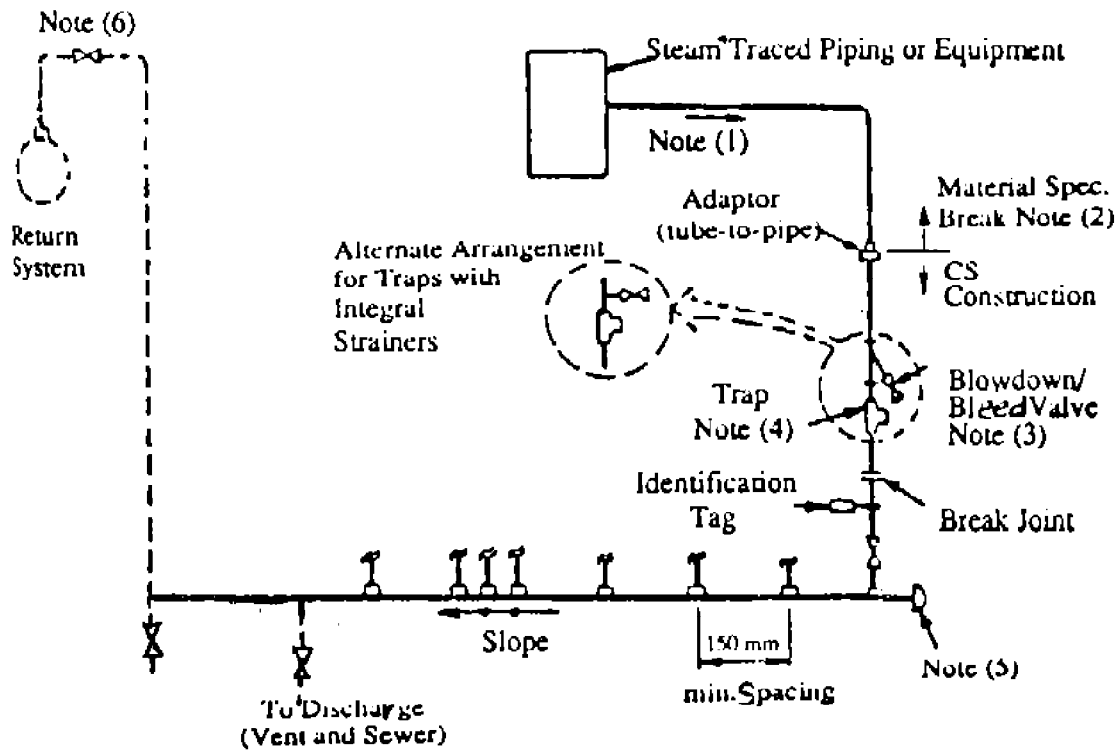 Note (6)
Steam Traced Piping or Equipment
Note (1)
Return
System
Adaptor
(tube-to-pipe)
Material Spec.
Break Note (2)
CS
Construction
Alternate Arrangement
for Traps with
Integral
Strainers
Trap
Note (4)
Blowdown/
Bleed Valve
Note (3)
Identification
Tag
Break Joint
Slope
150 mm
min. Spacing
Note (5)
To Discharge
(Vent and Sewer)